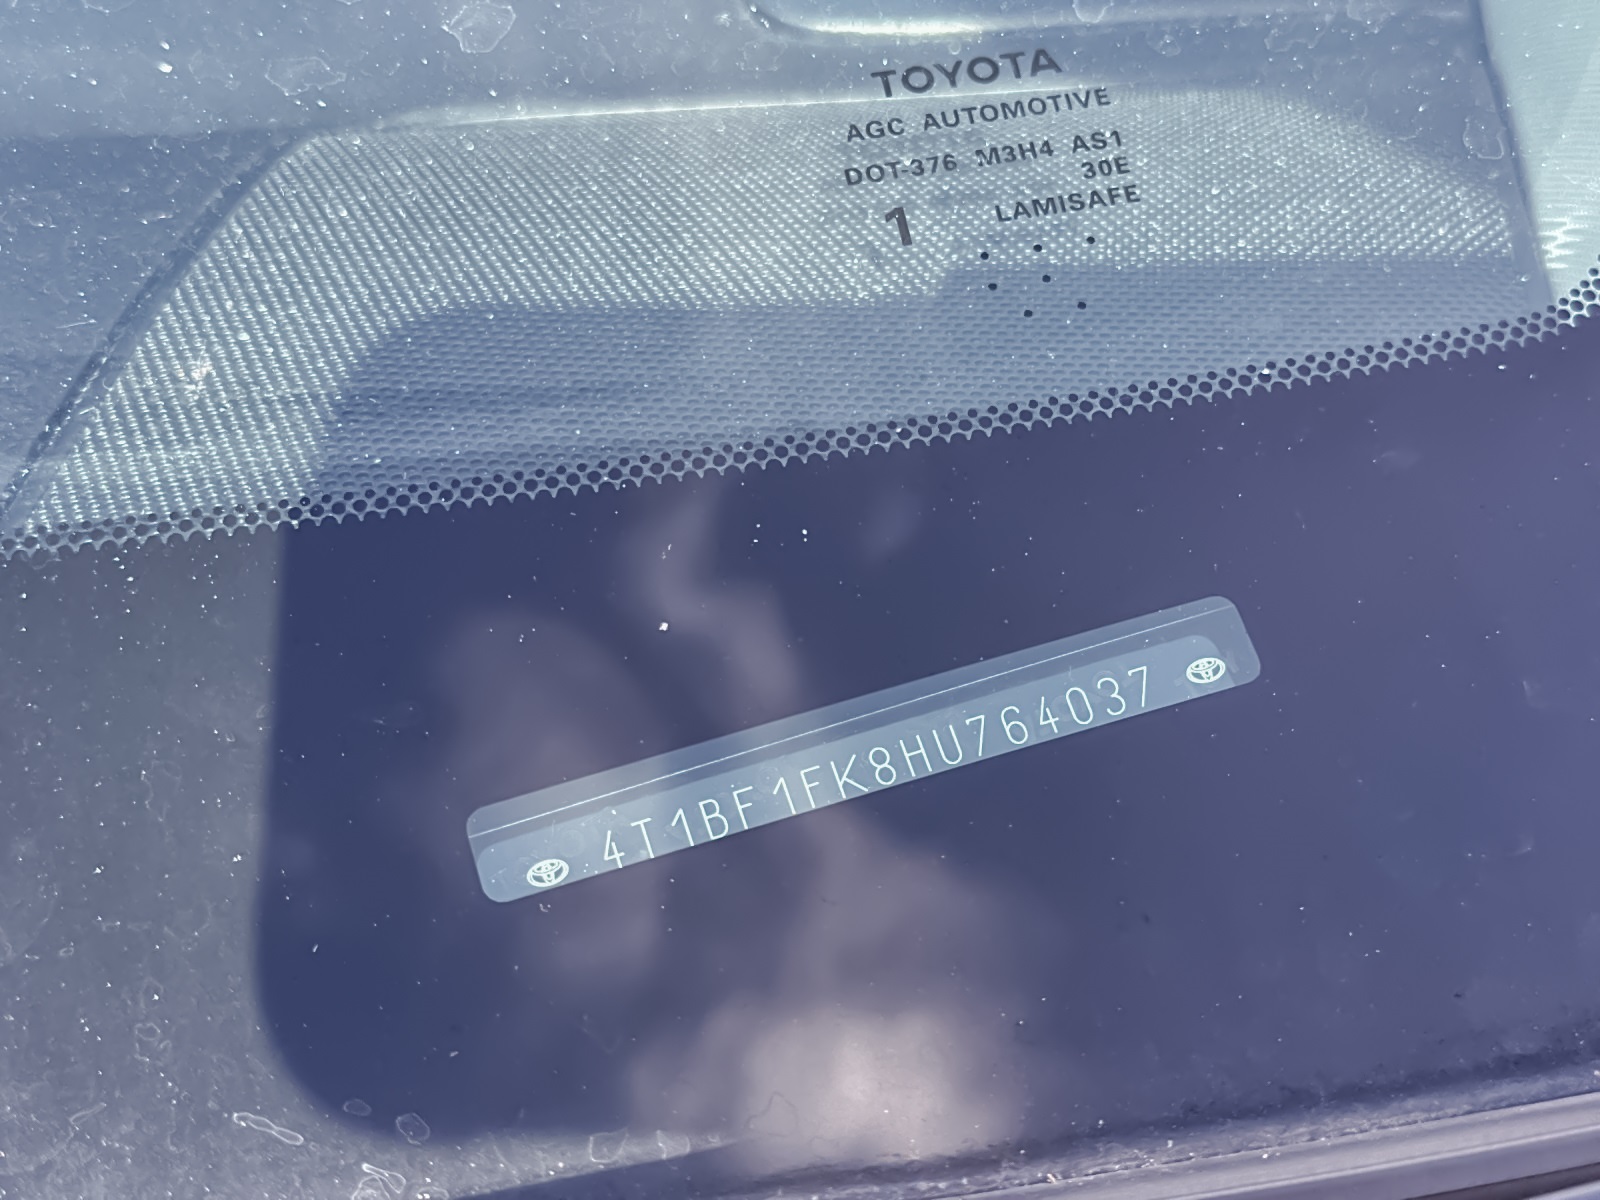 TOYOTA
AGC AUTOMOTIVE
DOT-376 M3H4 AS1
30E
1 LAMISAFE
4T1BF1FK8HU764037